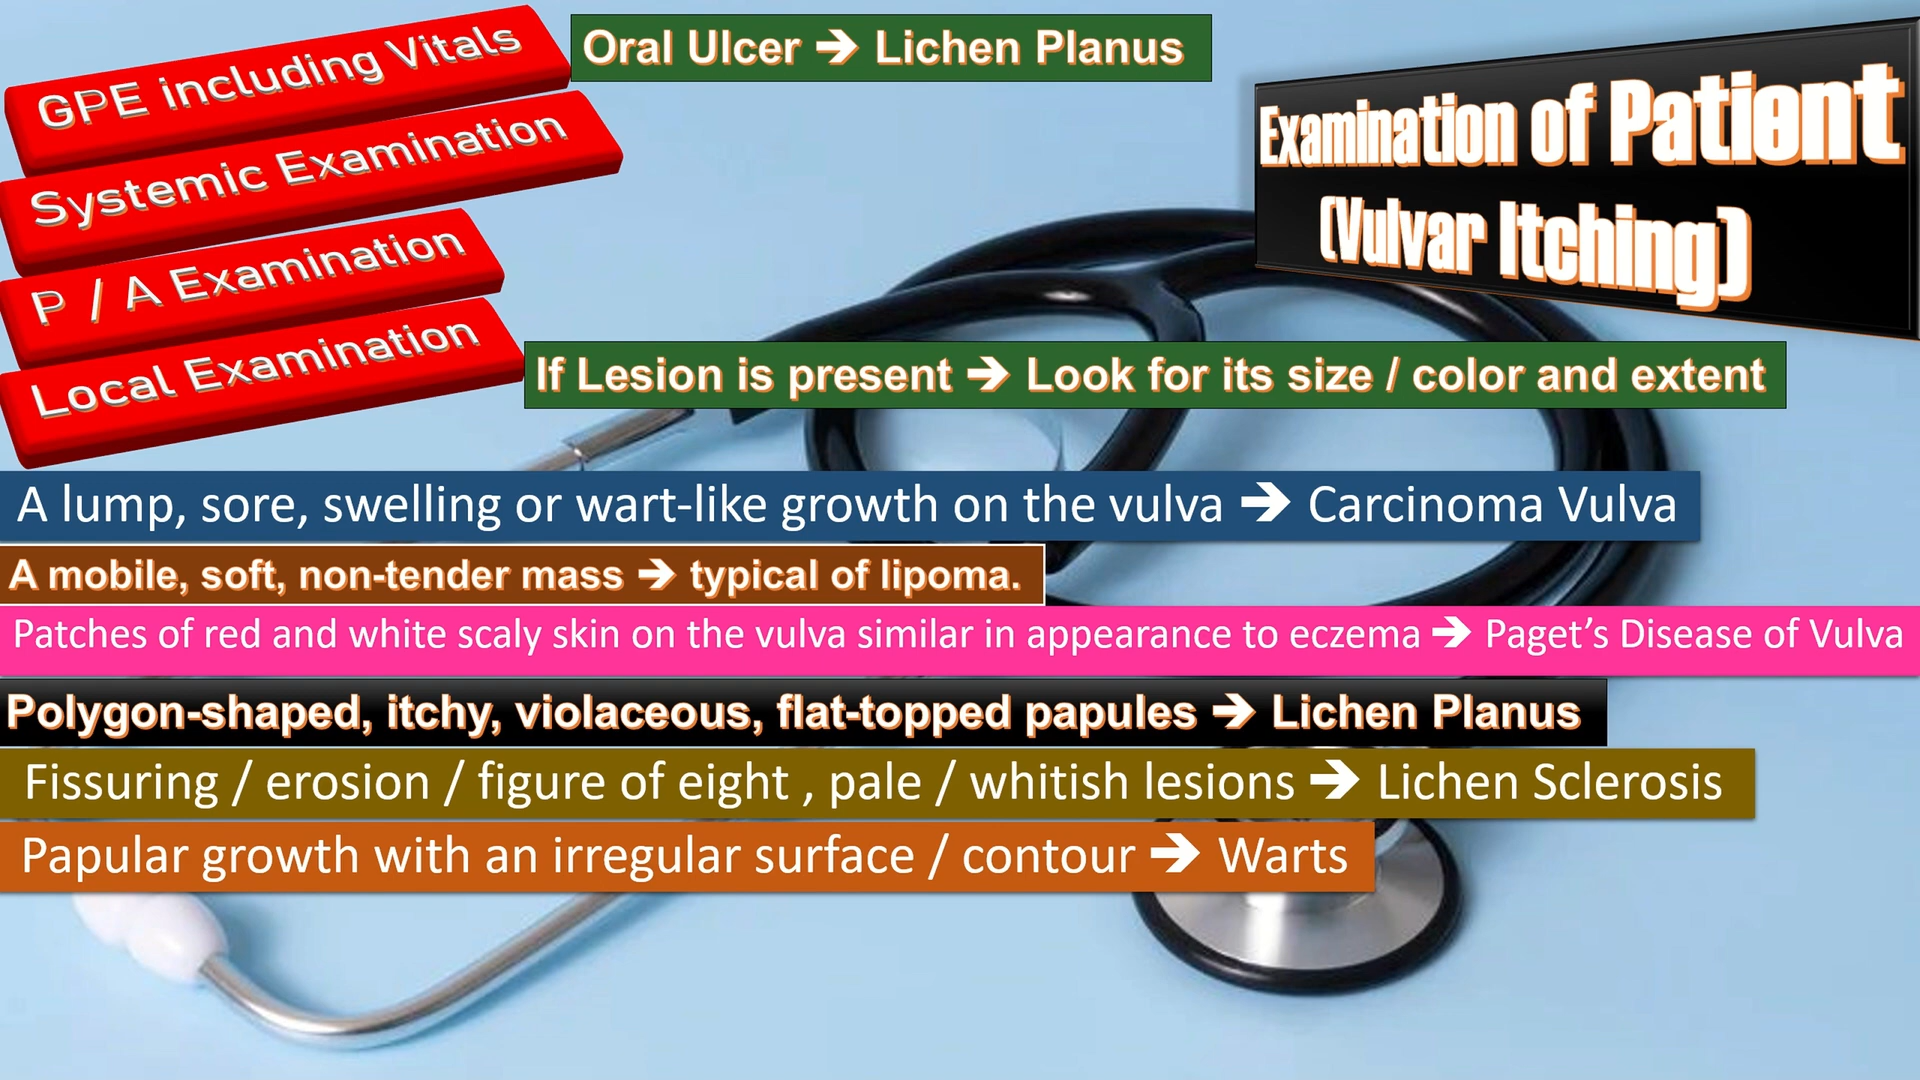 GPE including Vitals
Oral Ulcer ➔ Lichen Planus
Examination of Patient
(Vulvar Itching)
Systemic Examination
P / A Examination
Local Examination
If Lesion is present ➔ Look for its size / color and extent
A lump, sore, swelling or wart-like growth on the vulva ➔ Carcinoma Vulva
A mobile, soft, non-tender mass ➔ typical of lipoma.
Patches of red and white scaly skin on the vulva similar in appearance to eczema ➔ Paget’s Disease of Vulva
Polygon-shaped, itchy, violaceous, flat-topped papules ➔ Lichen Planus
Fissuring / erosion / figure of eight , pale / whitish lesions ➔ Lichen Sclerosis
Papular growth with an irregular surface / contour ➔ Warts